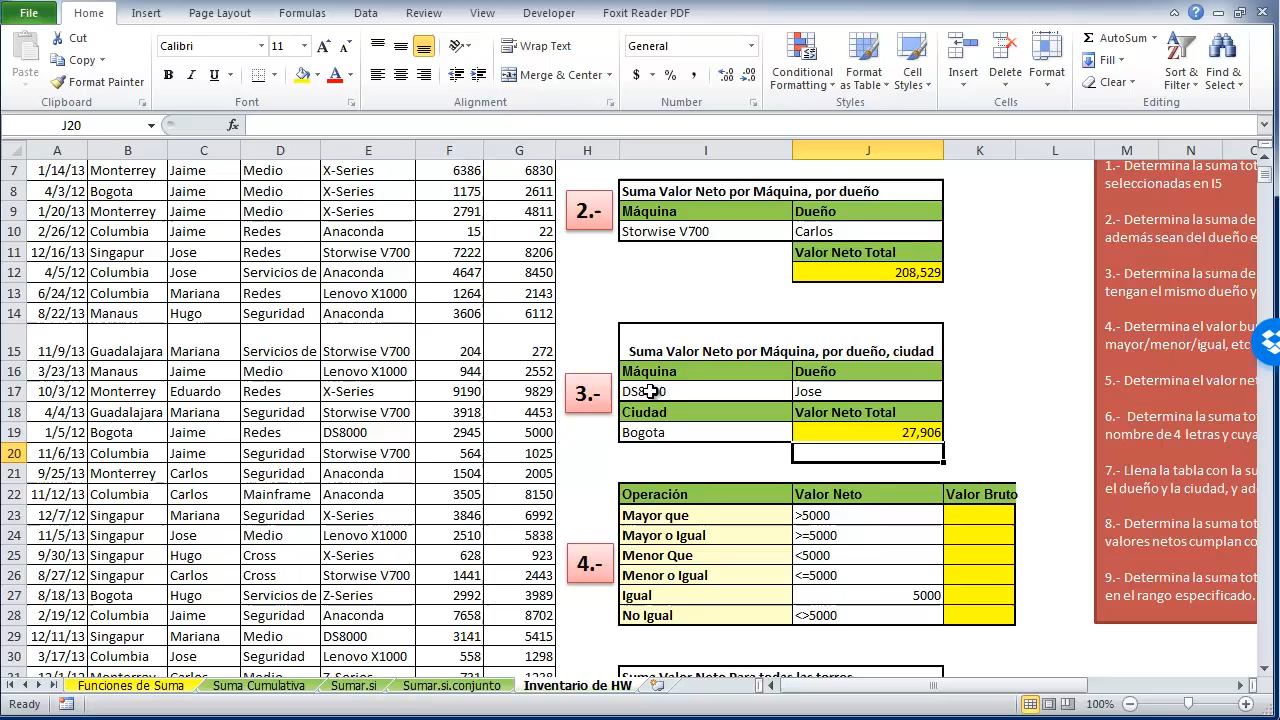 File Home Insert Page Layout Formulas Data Review View Developer Foxit Reader PDF
Paste
Cut
Copy
Format Painter
Calibri 11
B I U
Wrap Text
Merge & Center
General
$ % ,
Conditional Formatting
Format as Table
Cell Styles
Insert
Delete
Format
Σ AutoSum
Fill
Clear
Sort & Filter
Find & Select
Clipboard Font Alignment Number Styles Cells Editing
J20 fx
A B C D E F G H I J K L M N
7 1/14/13 Monterrey Jaime Medio X-Series 6386 6830
8 4/3/12 Bogota Jaime Medio X-Series 1175 2611
9 1/20/13 Monterrey Jaime Medio X-Series 2791 4811
10 2/26/12 Columbia Jaime Redes Anaconda 15 22
11 12/16/13 Singapur Jose Redes Storwise V700 7222 8206
12 4/5/12 Columbia Jose Servicios de Anaconda 4647 8450
13 6/24/12 Columbia Mariana Redes Lenovo X1000 1264 2143
14 8/22/13 Manaus Hugo Seguridad Anaconda 3606 6112
15 11/9/13 Guadalajara Mariana Servicios de Storwise V700 204 272
16 3/23/13 Manaus Jaime Medio Lenovo X1000 944 2552
17 10/3/12 Monterrey Eduardo Redes X-Series 9190 9829
18 4/4/13 Guadalajara Mariana Seguridad Storwise V700 3918 4453
19 1/5/12 Bogota Jaime Redes DS8000 2945 5000
20 11/6/13 Columbia Jaime Seguridad Storwise V700 564 1025
21 9/25/13 Monterrey Carlos Seguridad Anaconda 1504 2005
22 11/12/13 Columbia Carlos Mainframe Anaconda 3505 8150
23 12/7/12 Singapur Mariana Seguridad X-Series 3846 6992
24 11/5/13 Singapur Jose Medio Lenovo X1000 2510 5838
25 9/30/13 Singapur Hugo Cross X-Series 628 923
26 8/27/12 Singapur Carlos Cross Storwise V700 1441 2443
27 8/18/13 Bogota Hugo Servicios de Z-Series 2992 3989
28 2/19/12 Columbia Jaime Seguridad Storwise V700 7658 8702
29 12/11/13 Singapur Mariana Medio DS8000 3141 5415
30 3/17/13 Columbia Jose Seguridad Lenovo X1000 558 1298
2.-
Suma Valor Neto por Máquina, por dueño
Máquina Dueño
Storwise V700 Carlos
Valor Neto Total
208,529
3.-
Suma Valor Neto por Máquina, por dueño, ciudad
Máquina Dueño
DS8000 Jose
Ciudad Valor Neto Total
Bogota 27,906
4.-
Operación Valor Neto Valor Bruto
Mayor que >5000
Mayor o Igual >=5000
Menor Que <5000
Menor o Igual <=5000
Igual 5000
No Igual <>5000
Suma Valor Neto Para todas las torres
1.- Determina la suma tot
seleccionadas en I5
2.- Determina la suma de
además sean del dueño e
3.- Determina la suma de
tengan el mismo dueño y
4.- Determina el valor bu
mayor/menor/igual, etc
5.- Determina el valor net
6.- Determina la suma to
nombre de 4 letras y cuya
7.- Llena la tabla con la su
el dueño y la ciudad, y ad
8.- Determina la suma tot
valores netos cumplan co
9.- Determina la suma tot
en el rango especificado.
Funciones de Suma Suma Cumulativa Sumar.si Sumar.si.conjunto Inventario de HW
Ready 100%